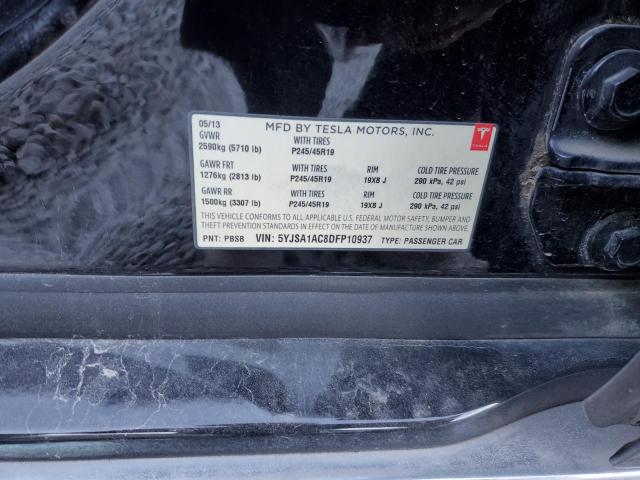 05/13 MFD BY TESLA MOTORS, INC.
GVWR WITH TIRES
2590kg (5710 lb) P245/45R19
TESLA
GAWR FRT WITH TIRES RIM COLD TIRE PRESSURE
1276kg (2813 lb) P245/45R19 19X8 J 290 kPa, 42 psi
GAWR RR WITH TIRES RIM COLD TIRE PRESSURE
1500kg (3307 lb) P245/45R19 19X8 J 290 kPa, 42 psi
THIS VEHICLE CONFORMS TO ALL APPLICABLE U.S. FEDERAL MOTOR SAFETY, BUMPER AND
THEFT PREVENTION STANDARDS IN EFFECT ON THE DATE OF MANUFACTURE SHOWN ABOVE.
PNT: PBSB VIN: 5YJSA1AC8DFP10937 TYPE: PASSENGER CAR